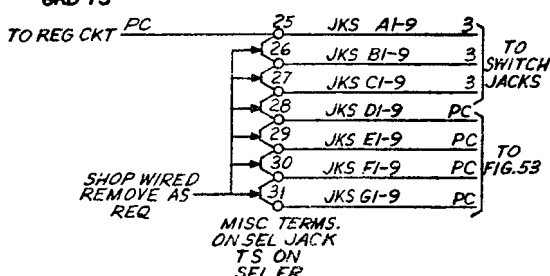 GRD TS
TO REG CKT PC 25 JKS A1-9 3
26 JKS B1-9 3
27 JKS C1-9 3
TO
SWITCH
JACKS
28 JKS D1-9 PC
29 JKS E1-9 PC
30 JKS F1-9 PC
31 JKS G1-9 PC
TO
FIG.53
SHOP WIRED
REMOVE AS
REQ
MISC TERMS.
ON SEL JACK
TS ON
SEL FR